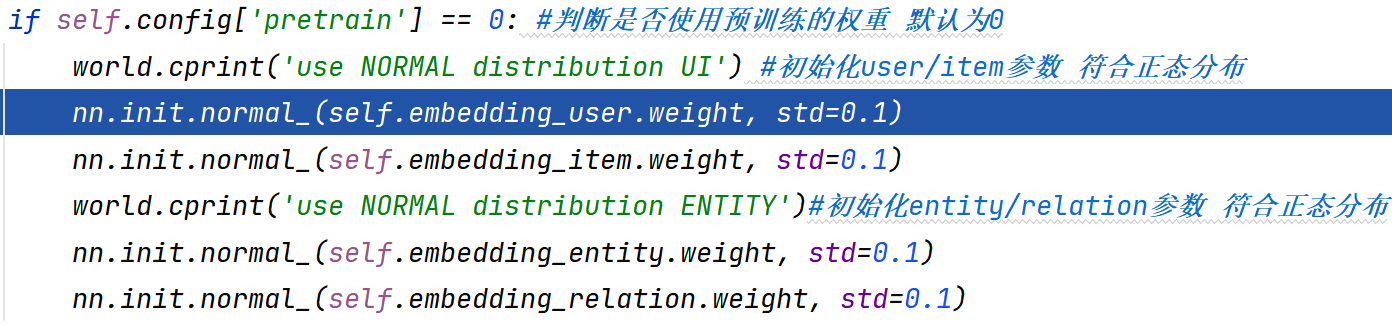 if self.config['pretrain'] == 0: #判断是否使用预训练的权重 默认为0
world.cprint('use NORMAL distribution UI') #初始化user/item参数 符合正态分布
nn.init.normal_(self.embedding_user.weight, std=0.1)
nn.init.normal_(self.embedding_item.weight, std=0.1)
world.cprint('use NORMAL distribution ENTITY')#初始化entity/relation参数 符合正态分布
nn.init.normal_(self.embedding_entity.weight, std=0.1)
nn.init.normal_(self.embedding_relation.weight, std=0.1)